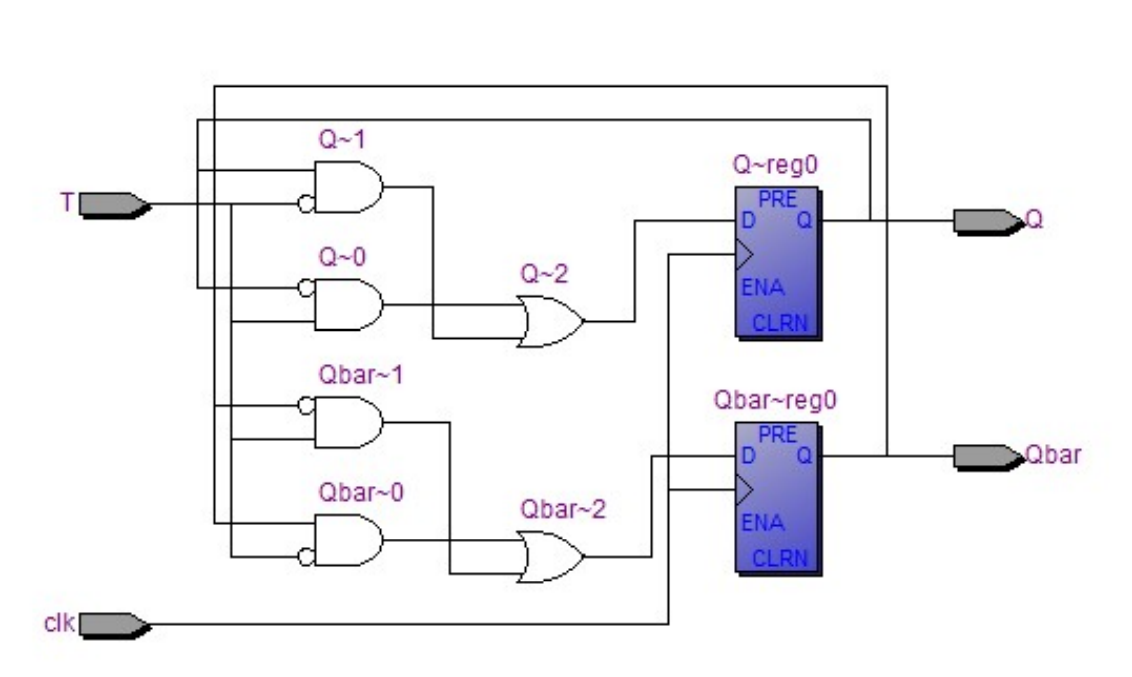 Q~1
Q~reg0
T
PRE
D Q
Q
Q~0
Q~2
ENA
CLRN
Qbar~1
Qbar~reg0
PRE
D Q
Qbar
Qbar~0
Qbar~2
ENA
CLRN
clk